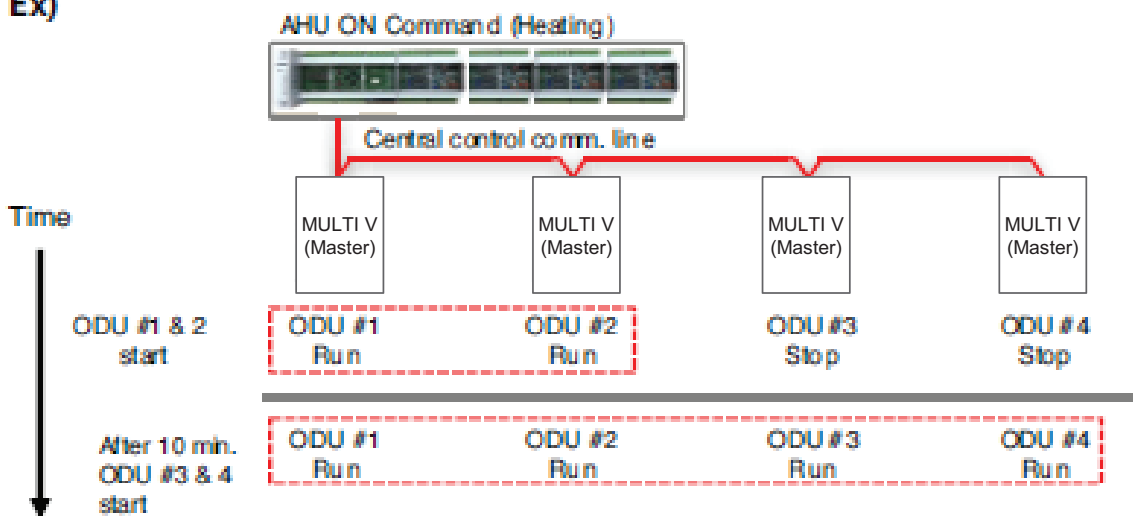 Ex)
AHU ON Command (Heating)
Central control comm. line
Time
MULTI V
(Master)
MULTI V
(Master)
MULTI V
(Master)
MULTI V
(Master)
ODU #1 & 2
start
ODU #1
Run
ODU #2
Run
ODU #3
Stop
ODU #4
Stop
After 10 min.
ODU #3 & 4
start
ODU #1
Run
ODU #2
Run
ODU #3
Run
ODU #4
Run